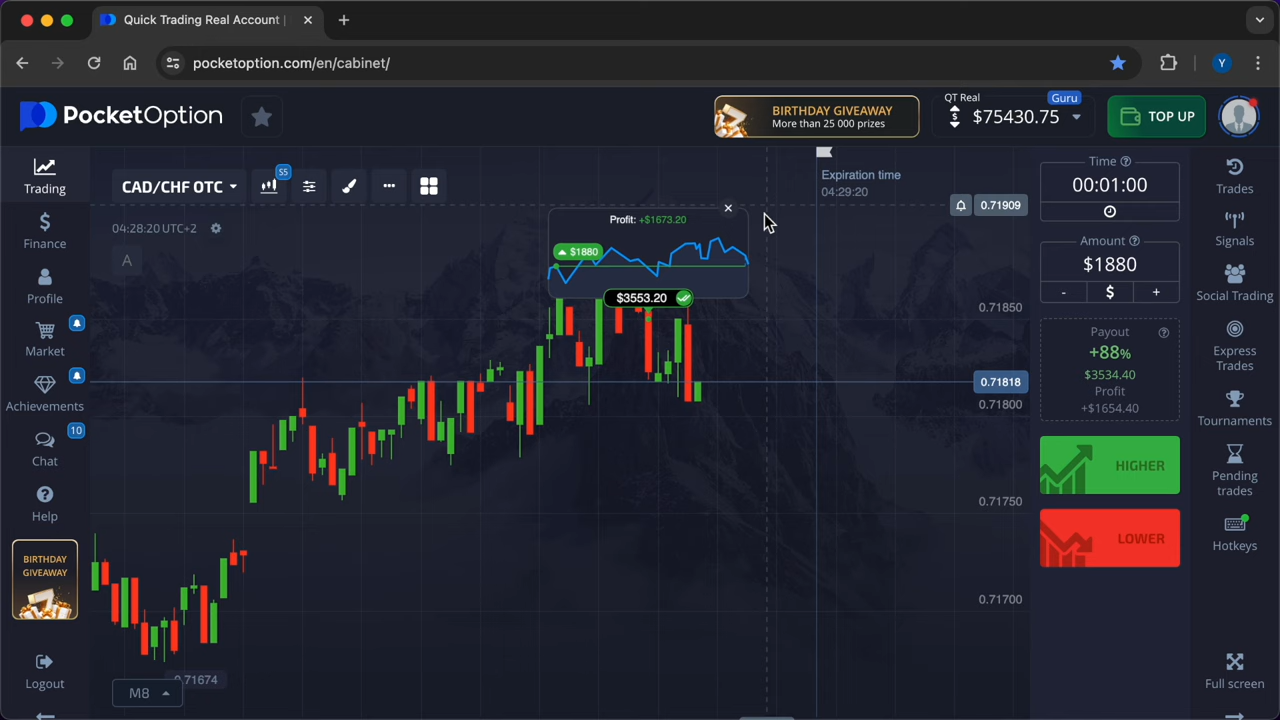 Quick Trading Real Account |
pocketoption.com/en/cabinet/
Y
PocketOption
BIRTHDAY GIVEAWAY
More than 25 000 prizes
QT Real
Guru
$75430.75
TOP UP
Trading
Finance
Profile
Market
Achievements
10
Chat
Help
BIRTHDAY
GIVEAWAY
Logout
CAD/CHF OTC
S5
04:28:20 UTC+2
A
Profit: +$1673.20
$1880
$3553.20
Expiration time
04:29:20
0.71909
0.71850
0.71818
0.71800
0.71750
0.71700
0.71674
M8
Time
00:01:00
Amount
$1880
- $ +
Payout
+88%
$3534.40
Profit
+$1654.40
HIGHER
LOWER
Trades
Signals
Social Trading
Express
Trades
Tournaments
Pending
trades
Hotkeys
Full screen